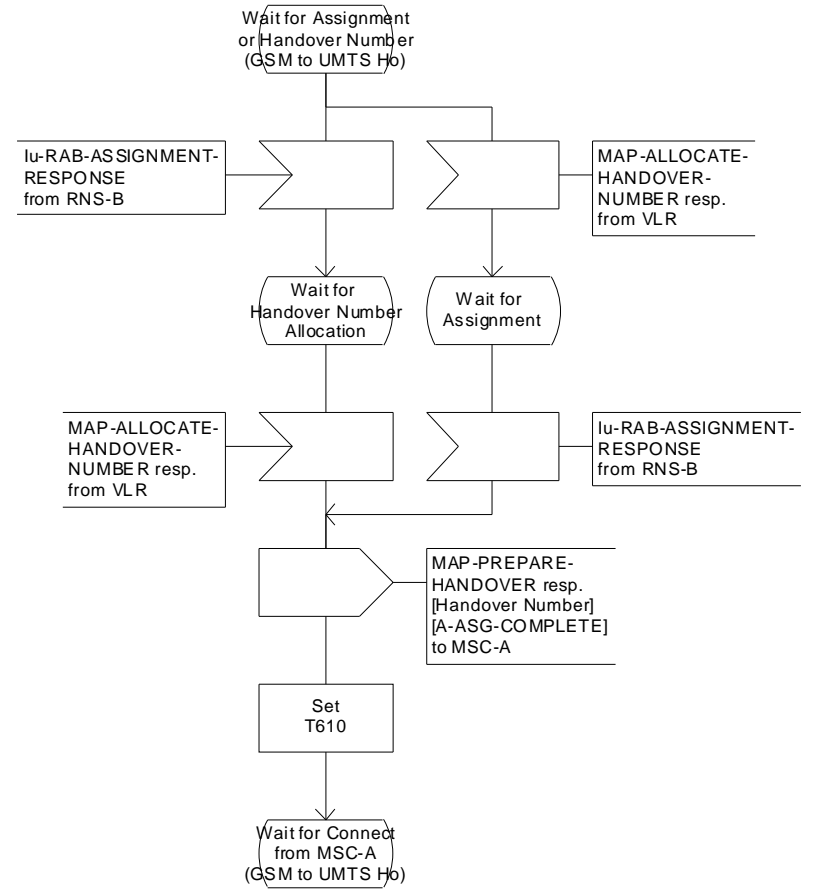 Wait for Assignment
or Handover Number
(GSM to UMTS Ho)
Iu-RAB-ASSIGNMENT-
RESPONSE
from RNS-B
MAP-ALLOCATE-
HANDOVER-
NUMBER resp.
from VLR
Wait for
Handover Number
Allocation
Wait for
Assignment
MAP-ALLOCATE-
HANDOVER-
NUMBER resp.
from VLR
Iu-RAB-ASSIGNMENT-
RESPONSE
from RNS-B
MAP-PREPARE-
HANDOVER resp.
[Handover Number]
[A-ASG-COMPLETE]
to MSC-A
Set
T610
Wait for Connect
from MSC-A
(GSM to UMTS Ho)